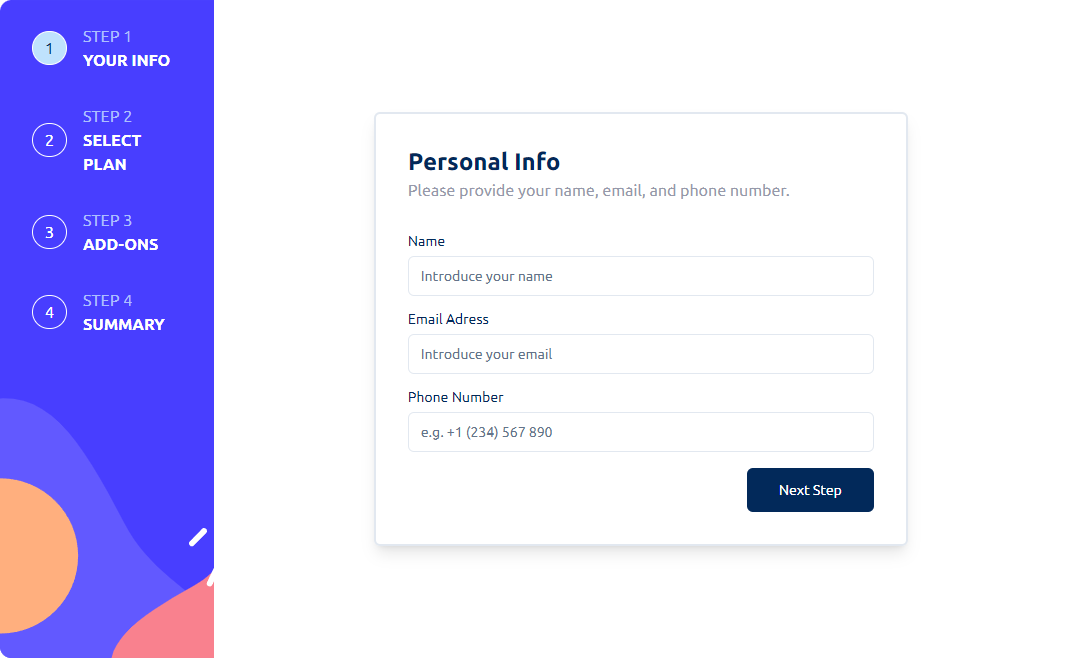 1
STEP 1
YOUR INFO
2
STEP 2
SELECT
PLAN
3
STEP 3
ADD-ONS
4
STEP 4
SUMMARY
Personal Info
Please provide your name, email, and phone number.
Name
Introduce your name
Email Adress
Introduce your email
Phone Number
e.g. +1 (234) 567 890
Next Step